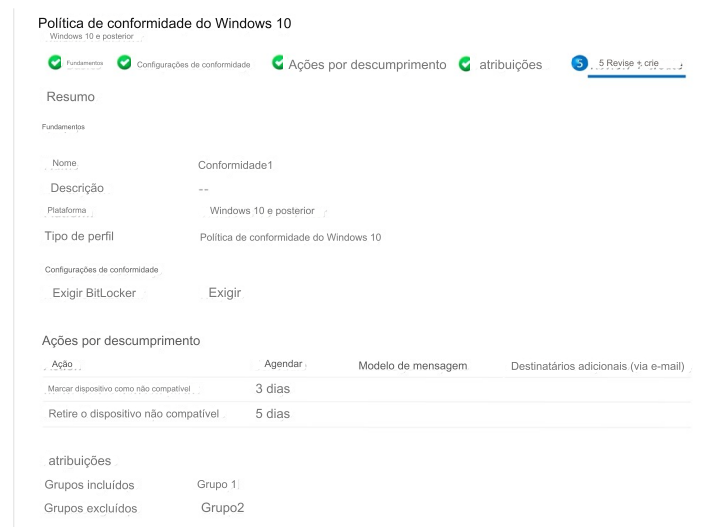 Política de conformidade do Windows 10
Windows 10 e posterior
Fundamentos Configurações de conformidade Ações por descumprimento atribuições 5 5 Revise + crie
Resumo
Fundamentos
Nome Conformidade1
Descrição --
Plataforma Windows 10 e posterior
Tipo de perfil Política de conformidade do Windows 10
Configurações de conformidade
Exigir BitLocker Exigir
Ações por descumprimento
Ação Agendar Modelo de mensagem Destinatários adicionais (via e-mail)
Marcar dispositivo como não compatível 3 dias
Retire o dispositivo não compatível 5 dias
atribuições
Grupos incluídos Grupo 1
Grupos excluídos Grupo2